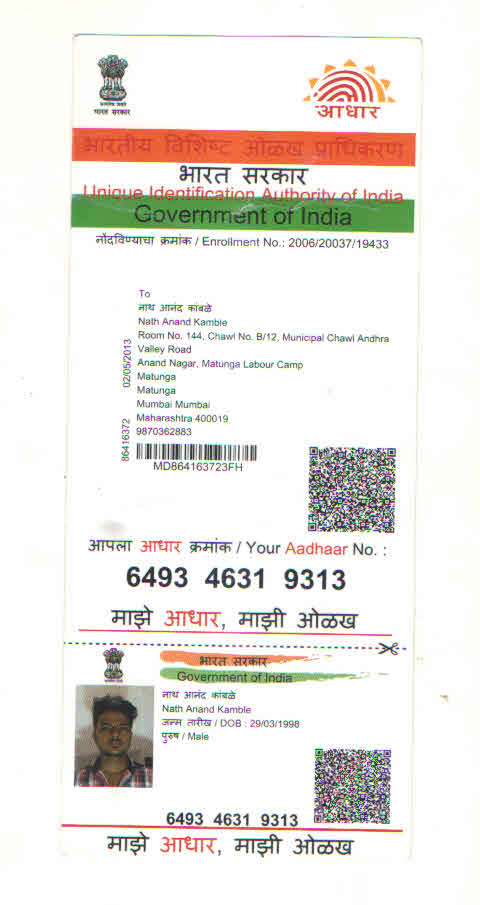 भारत सरकार
आधार
भारतीय विशिष्ट ओळख प्राधिकरण
भारत सरकार
Unique Identification Authority of India
Government of India
नोंदविण्याचा क्रमांक / Enrollment No.: 2006/20037/19433
To
नाथ आनंद कांबळे
Nath Anand Kamble
Room No. 144, Chawl No. B/12, Municipal Chawl Andhra
Valley Road
Anand Nagar, Matunga Labour Camp
Matunga
Matunga
Mumbai Mumbai
Maharashtra 400019
9870362883
86416372 02/05/2013
MD864163723FH
आपला आधार क्रमांक / Your Aadhaar No. :
6493 4631 9313
माझे आधार, माझी ओळख
भारत सरकार
Government of India
नाथ आनंद कांबळे
Nath Anand Kamble
जन्म तारीख / DOB : 29/03/1998
पुरुष / Male
6493 4631 9313
माझे आधार, माझी ओळख